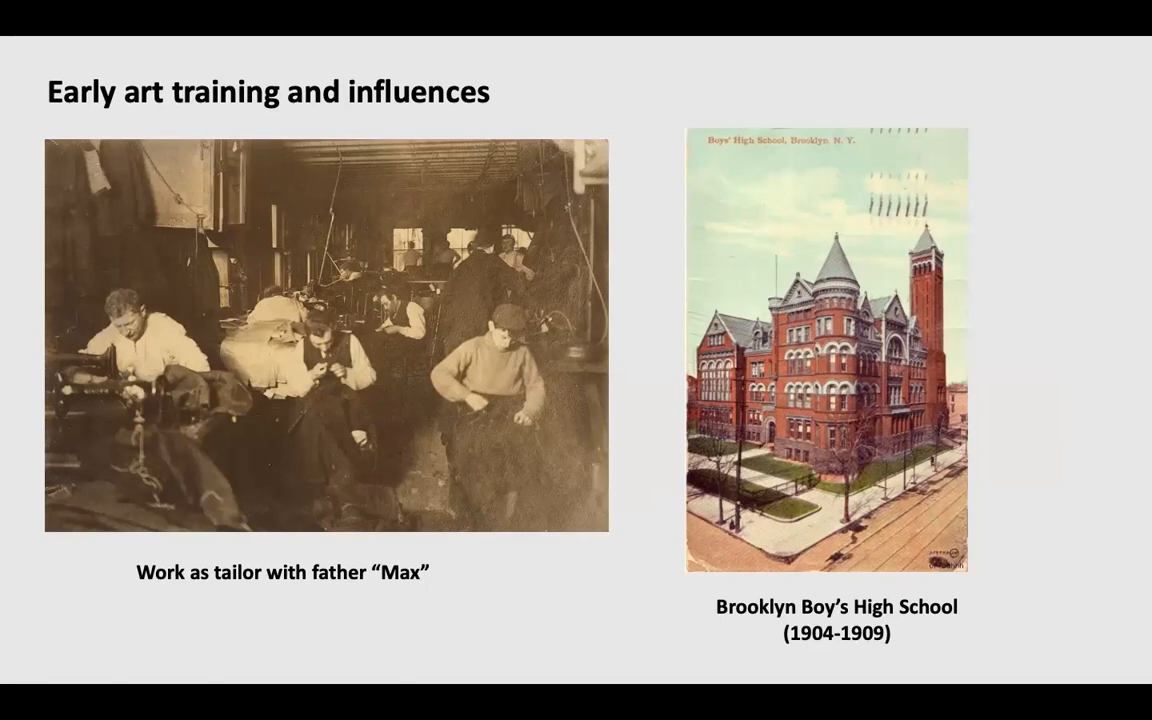 Early art training and influences
Boys' High School, Brooklyn, N. Y.
Work as tailor with father “Max”
Brooklyn Boy’s High School
(1904-1909)